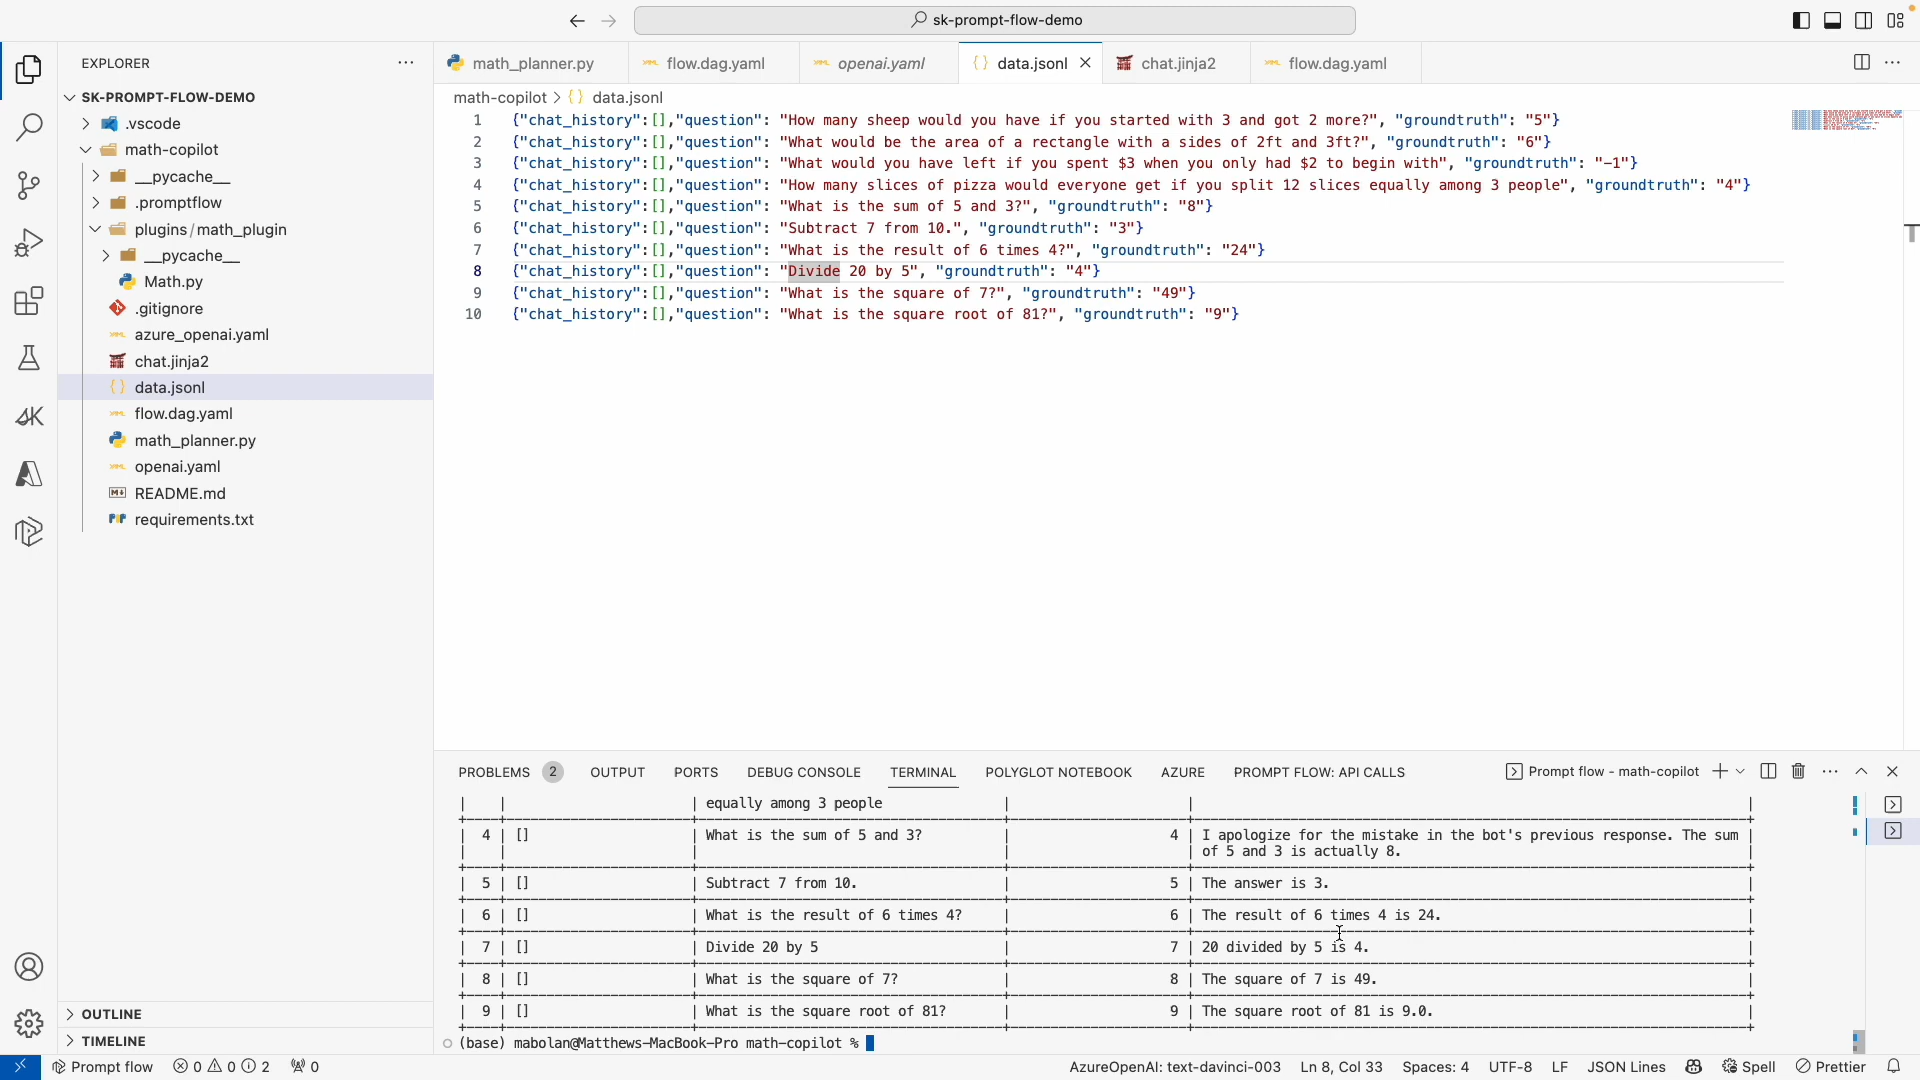 sk-prompt-flow-demo
EXPLORER
SK-PROMPT-FLOW-DEMO
.vscode
math-copilot
__pycache__
.promptflow
plugins/math_plugin
__pycache__
Math.py
.gitignore
azure_openai.yaml
chat.jinja2
data.jsonl
flow.dag.yaml
math_planner.py
openai.yaml
README.md
requirements.txt
OUTLINE
TIMELINE
math_planner.py flow.dag.yaml openai.yaml data.jsonl chat.jinja2 flow.dag.yaml
math-copilot > {} data.jsonl
1 {"chat_history":[],"question": "How many sheep would you have if you started with 3 and got 2 more?", "groundtruth": "5"}
2 {"chat_history":[],"question": "What would be the area of a rectangle with a sides of 2ft and 3ft?", "groundtruth": "6"}
3 {"chat_history":[],"question": "What would you have left if you spent $3 when you only had $2 to begin with", "groundtruth": "-1"}
4 {"chat_history":[],"question": "How many slices of pizza would everyone get if you split 12 slices equally among 3 people", "groundtruth": "4"}
5 {"chat_history":[],"question": "What is the sum of 5 and 3?", "groundtruth": "8"}
6 {"chat_history":[],"question": "Subtract 7 from 10.", "groundtruth": "3"}
7 {"chat_history":[],"question": "What is the result of 6 times 4?", "groundtruth": "24"}
8 {"chat_history":[],"question": "Divide 20 by 5", "groundtruth": "4"}
9 {"chat_history":[],"question": "What is the square of 7?", "groundtruth": "49"}
10 {"chat_history":[],"question": "What is the square root of 81?", "groundtruth": "9"}
PROBLEMS 2 OUTPUT PORTS DEBUG CONSOLE TERMINAL POLYGLOT NOTEBOOK AZURE PROMPT FLOW: API CALLS Prompt flow - math-copilot
| | | equally among 3 people | | |
| 4 | [] | What is the sum of 5 and 3? | 4 | I apologize for the mistake in the bot's previous response. The sum |
| | | | | of 5 and 3 is actually 8. |
| 5 | [] | Subtract 7 from 10. | 5 | The answer is 3. |
| 6 | [] | What is the result of 6 times 4? | 6 | The result of 6 times 4 is 24. |
| 7 | [] | Divide 20 by 5 | 7 | 20 divided by 5 is 4. |
| 8 | [] | What is the square of 7? | 8 | The square of 7 is 49. |
| 9 | [] | What is the square root of 81? | 9 | The square root of 81 is 9.0. |
(base) mabolan@Matthews-MacBook-Pro math-copilot %
Prompt flow 0 0 2 0 AzureOpenAI: text-davinci-003 Ln 8, Col 33 Spaces: 4 UTF-8 LF JSON Lines Spell Prettier